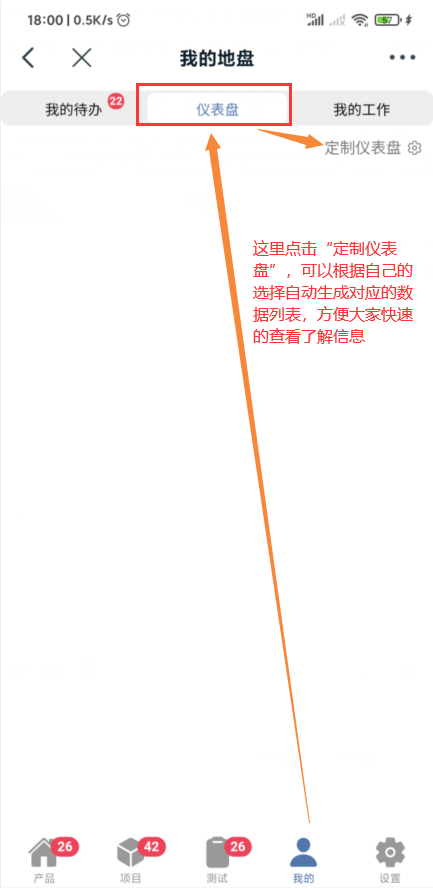 18:00 | 0.5K/s
HD
57
我的地盘
我的待办 22
仪表盘
我的工作
定制仪表盘
这里点击“定制仪表
盘”，可以根据自己的
选择自动生成对应的数
据列表，方便大家快速
的查看了解信息
26
42
26
产品
项目
测试
我的
设置